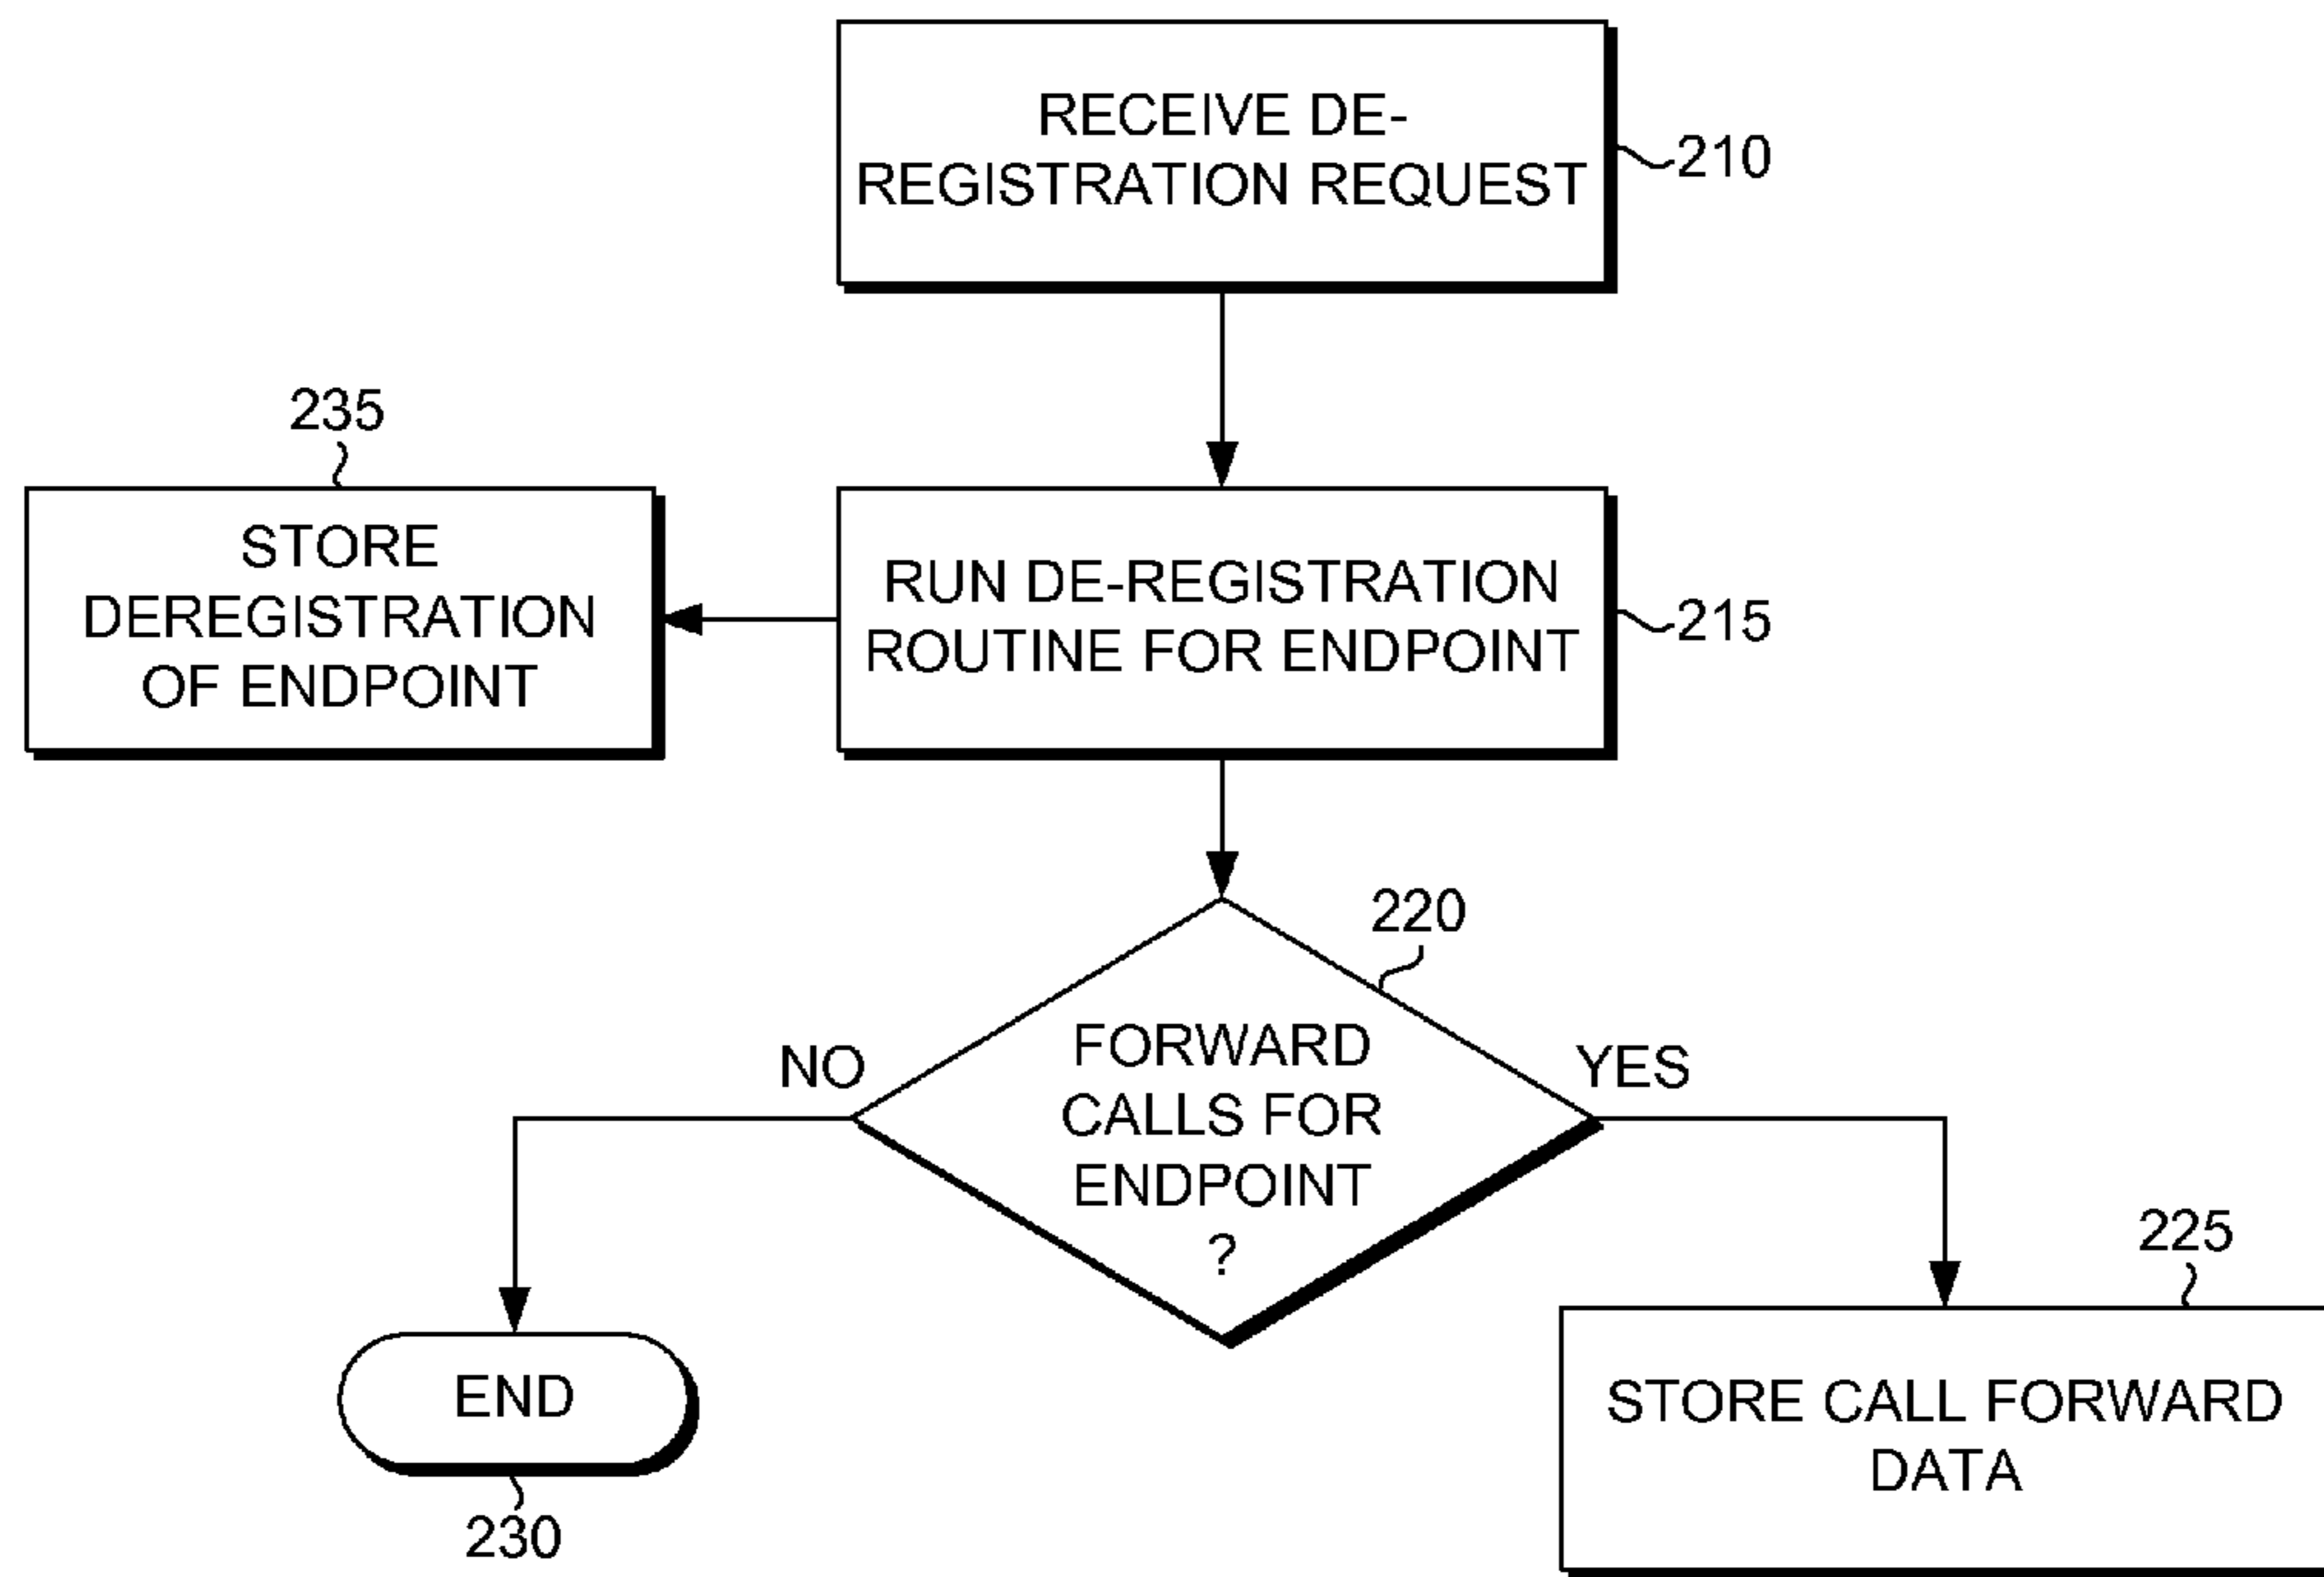 RECEIVE DE-
REGISTRATION REQUEST
210
235
STORE
DEREGISTRATION
OF ENDPOINT
RUN DE-REGISTRATION
ROUTINE FOR ENDPOINT
215
220
FORWARD
CALLS FOR
ENDPOINT
?
NO
YES
225
END
230
STORE CALL FORWARD
DATA